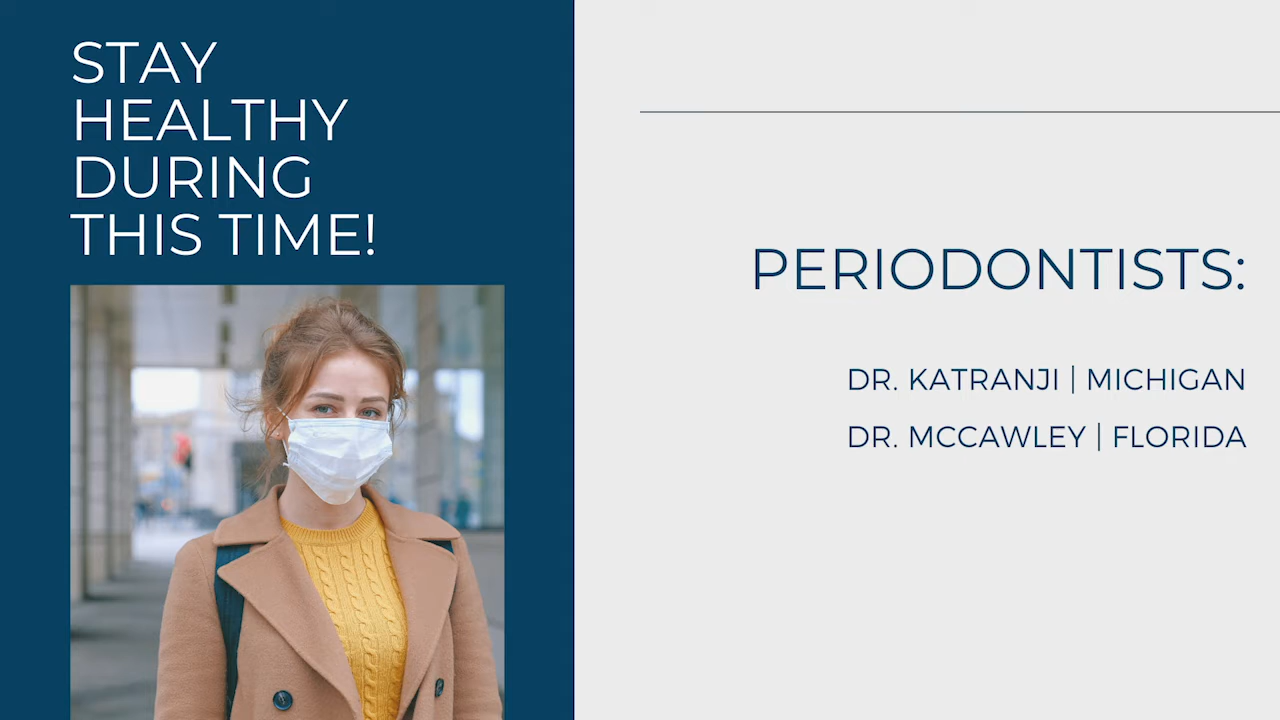 STAY
HEALTHY
DURING
THIS TIME!
PERIODONTISTS:
DR. KATRANJI | MICHIGAN
DR. MCCAWLEY | FLORIDA